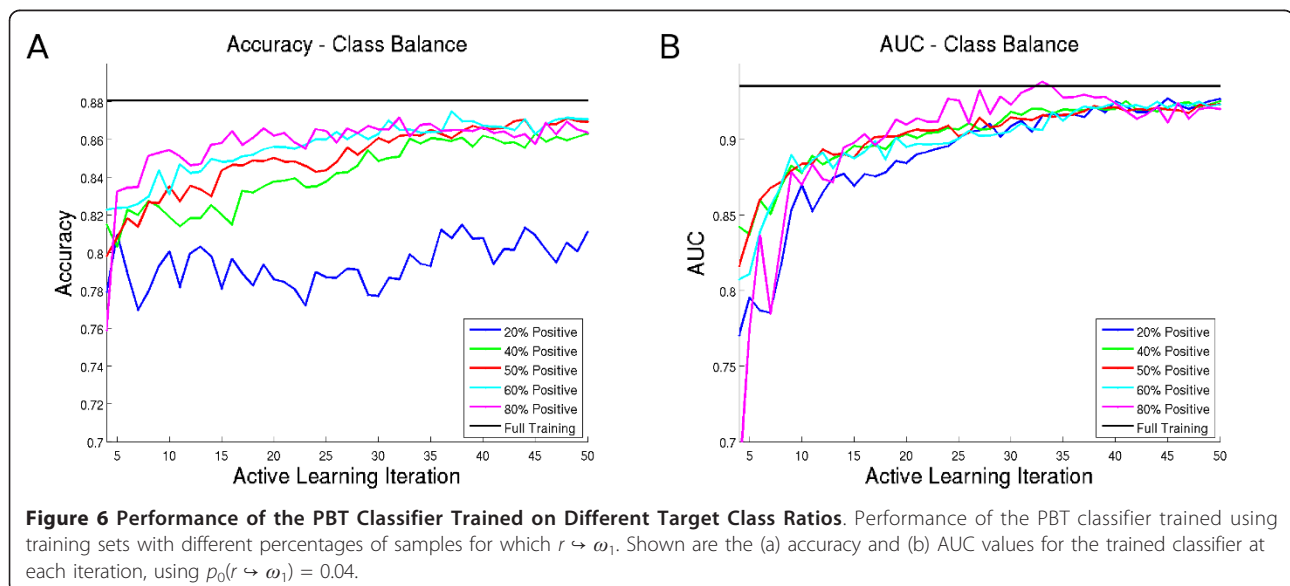 A
Accuracy - Class Balance
0.88
0.86
0.84
0.82
0.8
0.78
0.76
0.74
0.72
0.7
Accuracy
5 10 15 20 25 30 35 40 45 50
Active Learning Iteration
20% Positive
40% Positive
50% Positive
60% Positive
80% Positive
Full Training
B
AUC - Class Balance
0.9
0.85
0.8
0.75
0.7
AUC
5 10 15 20 25 30 35 40 45 50
Active Learning Iteration
20% Positive
40% Positive
50% Positive
60% Positive
80% Positive
Full Training
Figure 6 Performance of the PBT Classifier Trained on Different Target Class Ratios. Performance of the PBT classifier trained using
training sets with different percentages of samples for which r ↪ ω₁. Shown are the (a) accuracy and (b) AUC values for the trained classifier at
each iteration, using p₀(r ↪ ω₁) = 0.04.